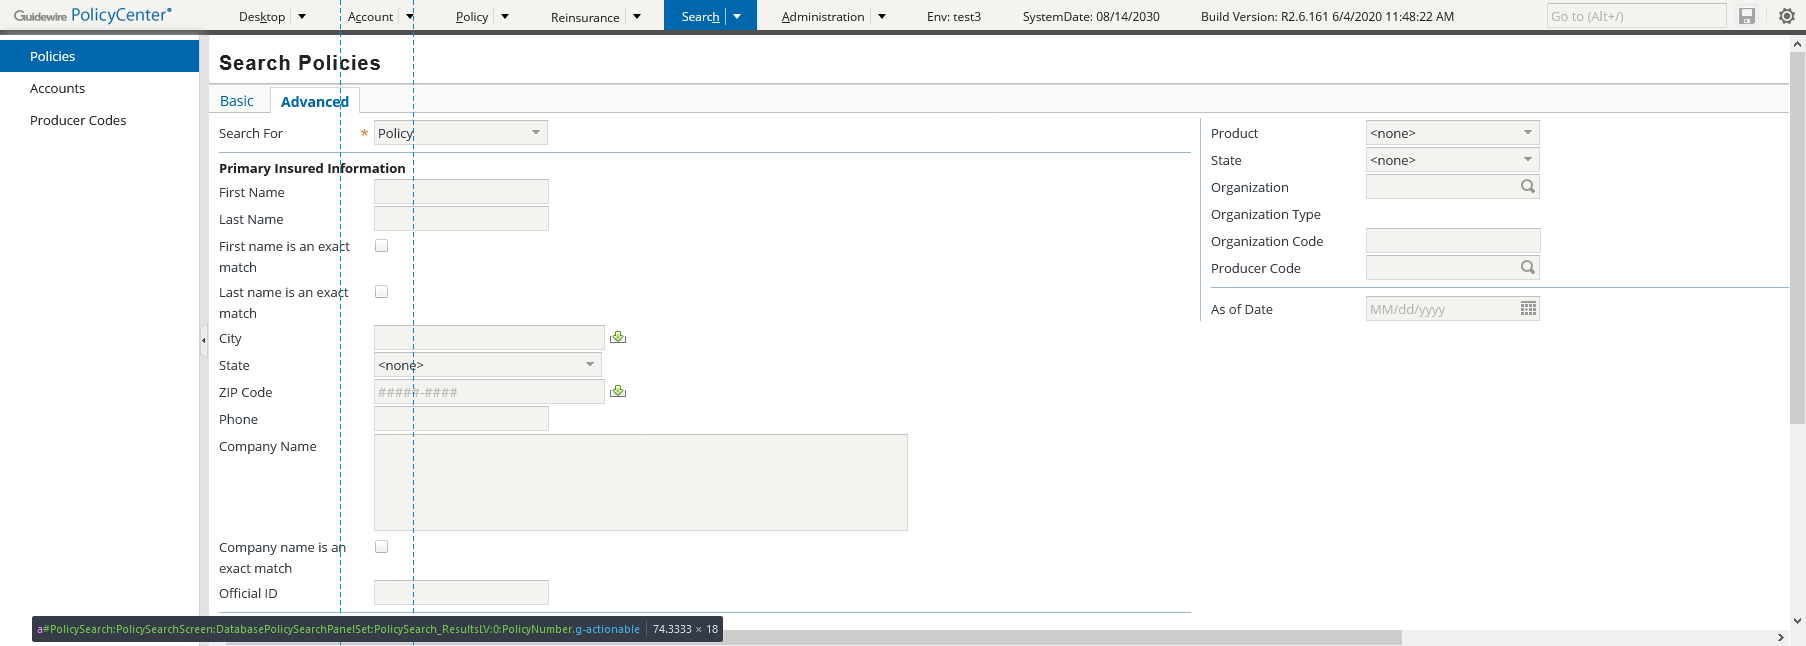 Guidewire PolicyCenter®
Desktop Account Policy Reinsurance Search Administration Env: test3 SystemDate: 08/14/2030 Build Version: R2.6.161 6/4/2020 11:48:22 AM Go to (Alt+/)
Policies
Accounts
Producer Codes
Search Policies
Basic Advanced
Search For * Policy
Primary Insured Information
First Name
Last Name
First name is an exact
match
Last name is an exact
match
City
State <none>
ZIP Code #####-####
Phone
Company Name
Company name is an
exact match
Official ID
Product <none>
State <none>
Organization
Organization Type
Organization Code
Producer Code
As of Date MM/dd/yyyy
a#PolicySearch:PolicySearchScreen:DatabasePolicySearchPanelSet:PolicySearch_ResultsLV:0:PolicyNumber.g-actionable 74.3333 × 18